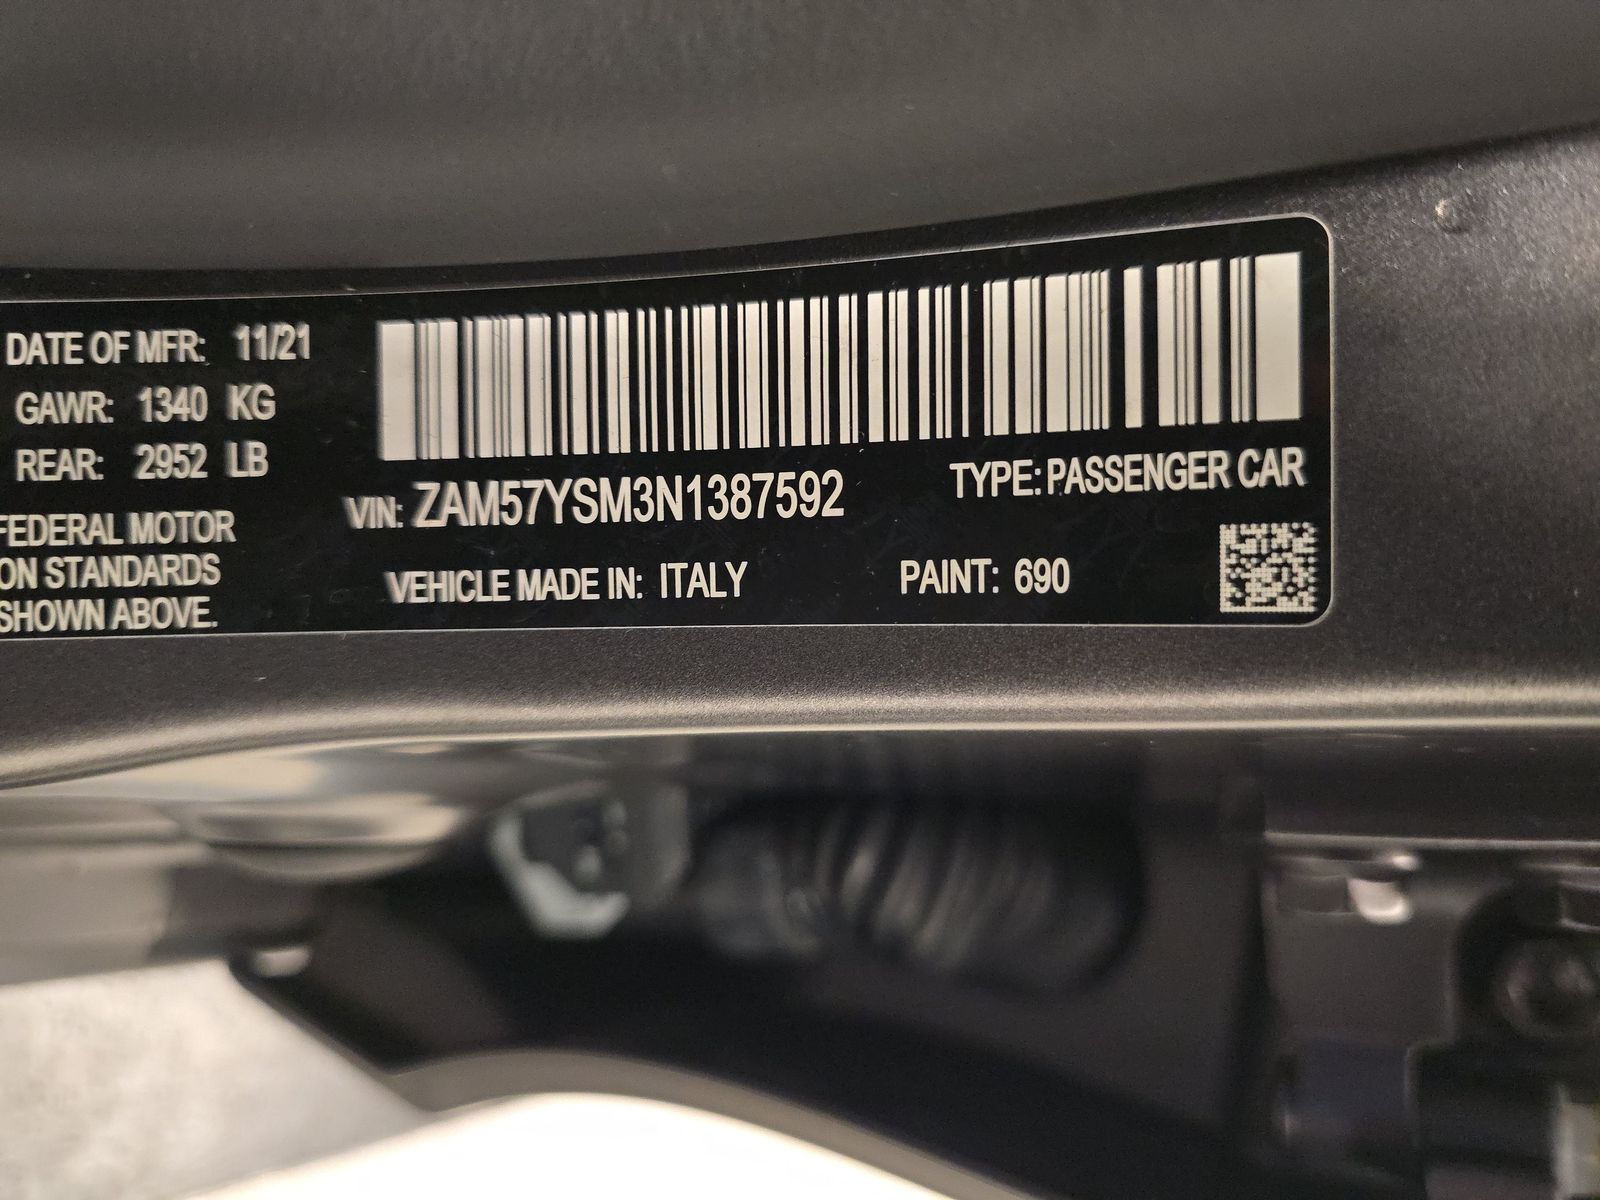 DATE OF MFR: 11/21
GAWR: 1340 KG
REAR: 2952 LB
FEDERAL MOTOR
ON STANDARDS
SHOWN ABOVE.
VIN: ZAM57YSM3N1387592
TYPE: PASSENGER CAR
VEHICLE MADE IN: ITALY
PAINT: 690